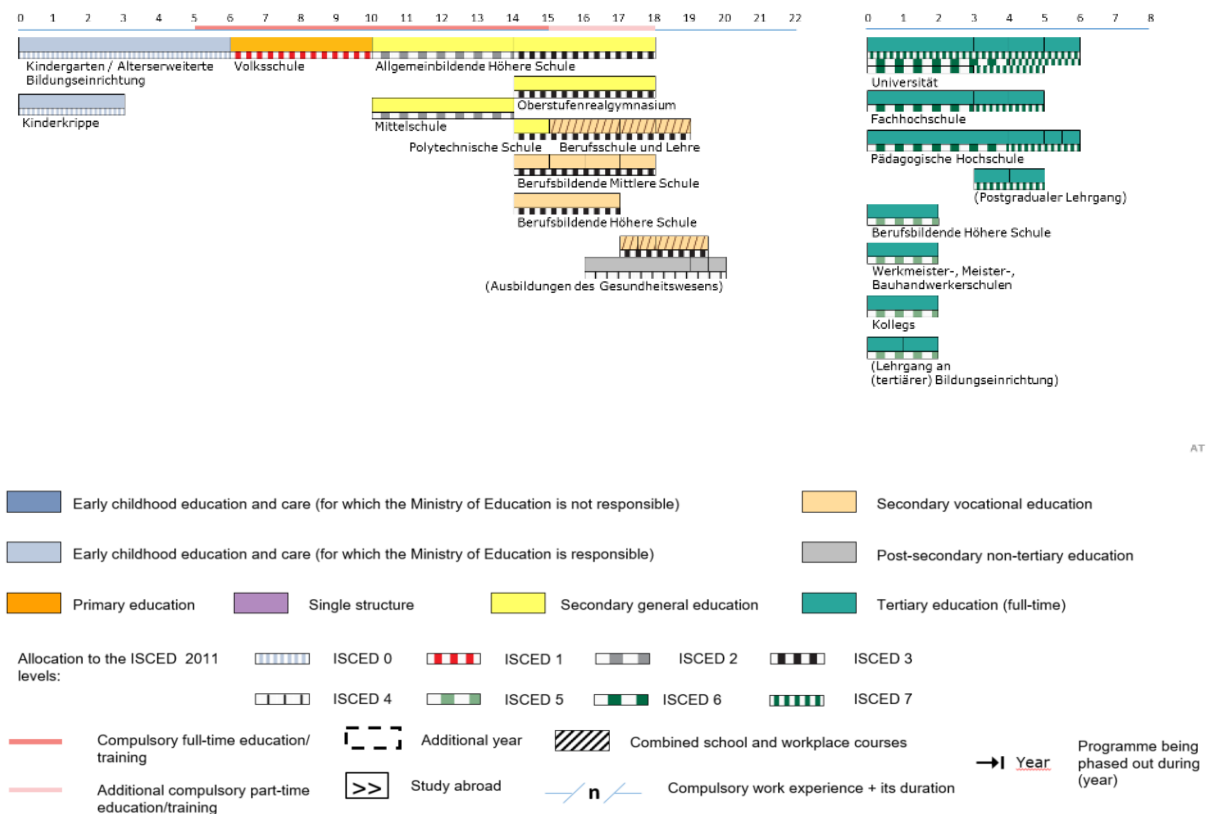 0 1 2 3 4 5 6 7 8 9 10 11 12 13 14 15 16 17 18 19 20 21 22
0 1 2 3 4 5 6 7 8
Kindergarten / Alterserweiterte
Bildungseinrichtung
Volksschule
Allgemeinbildende Höhere Schule
Universität
Kinderkrippe
Oberstufenrealgymnasium
Mittelschule
Fachhochschule
Polytechnische Schule
Berufsschule und Lehre
Pädagogische Hochschule
Berufsbildende Mittlere Schule
(Postgradualer Lehrgang)
Berufsbildende Höhere Schule
Berufsbildende Höhere Schule
(Ausbildungen des Gesundheitswesens)
Werkmeister-, Meister-,
Bauhandwerkerschulen
Kollegs
(Lehrgang an
(tertiärer) Bildungseinrichtung)
AT
Early childhood education and care (for which the Ministry of Education is not responsible)
Secondary vocational education
Early childhood education and care (for which the Ministry of Education is responsible)
Post-secondary non-tertiary education
Primary education
Single structure
Secondary general education
Tertiary education (full-time)
Allocation to the ISCED 2011
levels:
ISCED 0
ISCED 1
ISCED 2
ISCED 3
ISCED 4
ISCED 5
ISCED 6
ISCED 7
Compulsory full-time education/
training
Additional year
Combined school and workplace courses
Year
Programme being
phased out during
(year)
Additional compulsory part-time
education/training
>>
Study abroad
n
Compulsory work experience + its duration